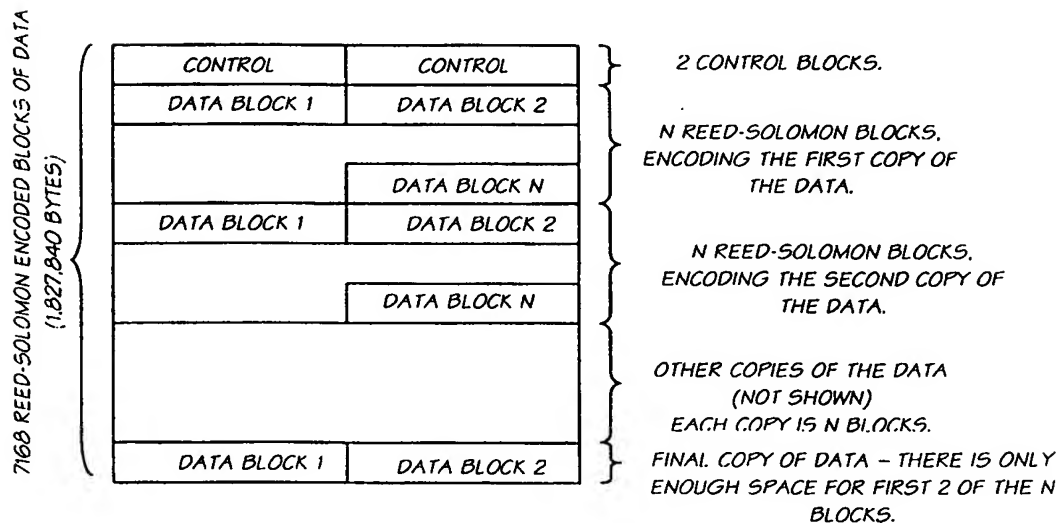 7168 REED-SOLOMON ENCODED BLOCKS OF DATA
(1,827,840 BYTES)
CONTROL CONTROL
2 CONTROL BLOCKS.
DATA BLOCK 1 DATA BLOCK 2
N REED-SOLOMON BLOCKS,
ENCODING THE FIRST COPY OF
THE DATA.
DATA BLOCK N
DATA BLOCK 1 DATA BLOCK 2
N REED-SOLOMON BLOCKS,
ENCODING THE SECOND COPY OF
THE DATA.
DATA BLOCK N
OTHER COPIES OF THE DATA
(NOT SHOWN)
EACH COPY IS N BLOCKS.
DATA BLOCK 1 DATA BLOCK 2
FINAL COPY OF DATA – THERE IS ONLY
ENOUGH SPACE FOR FIRST 2 OF THE N
BLOCKS.